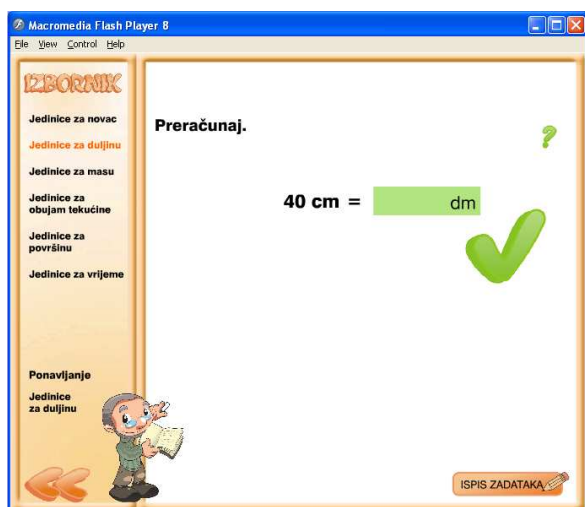 Macromedia Flash Player 8
File View Control Help
IZBORNIK
Jedinice za novac
Jedinice za duljinu
Jedinice za masu
Jedinice za
obujam tekućine
Jedinice za
površinu
Jedinice za vrijeme
Ponavljanje
Jedinice
za duljinu
Preračunaj.
?
40 cm = dm
ISPIS ZADATAKA